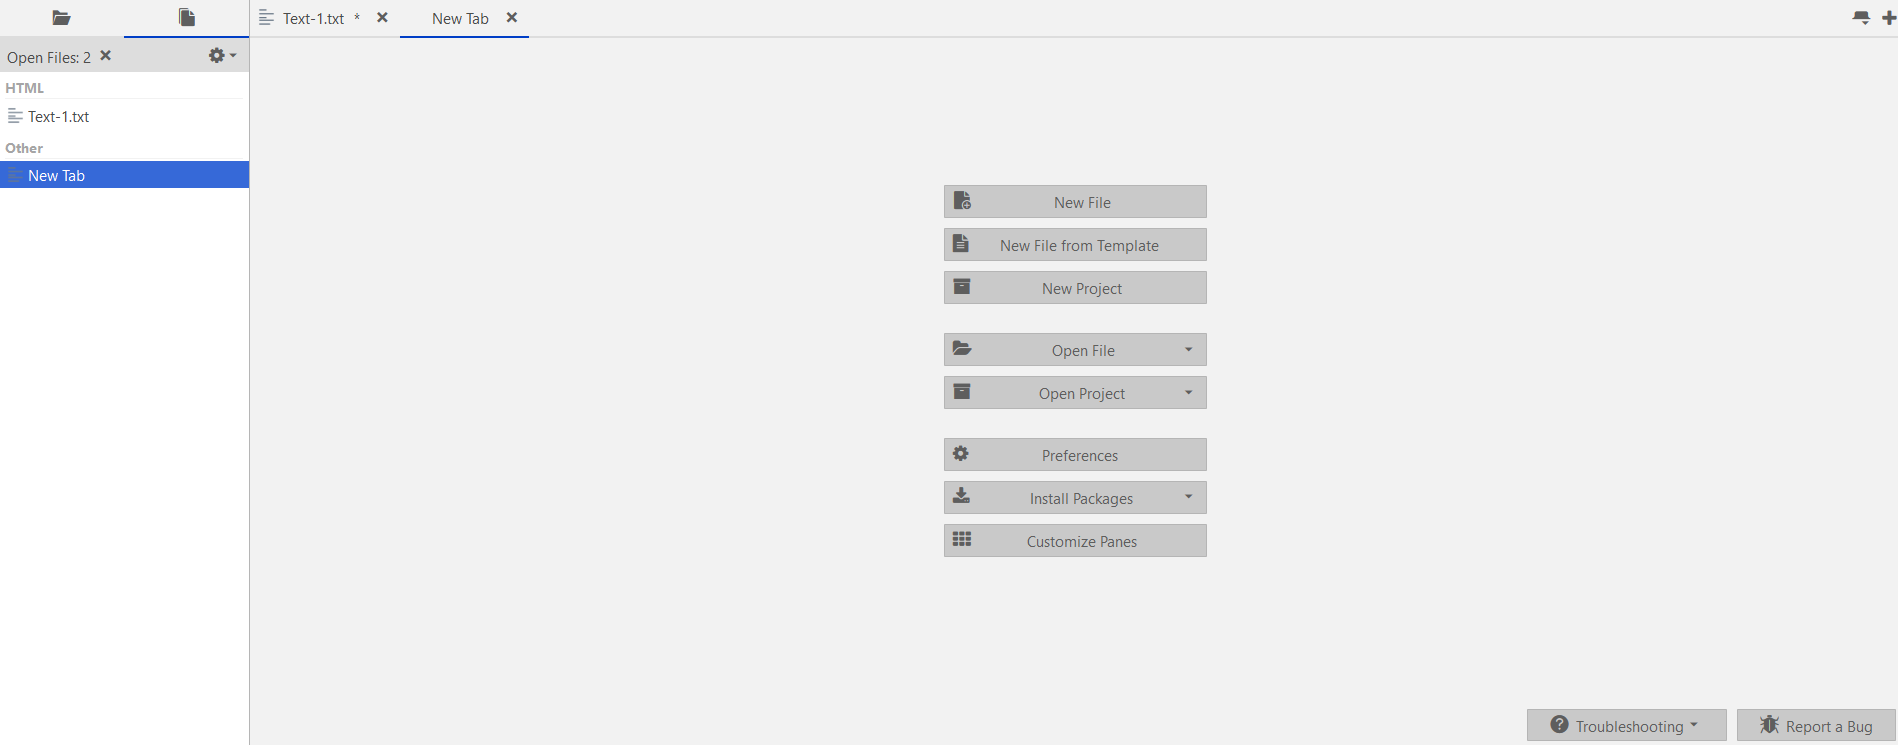 Text-1.txt * New Tab
Open Files: 2
HTML
Text-1.txt
Other
New Tab
New File
New File from Template
New Project
Open File
Open Project
Preferences
Install Packages
Customize Panes
Troubleshooting Report a Bug